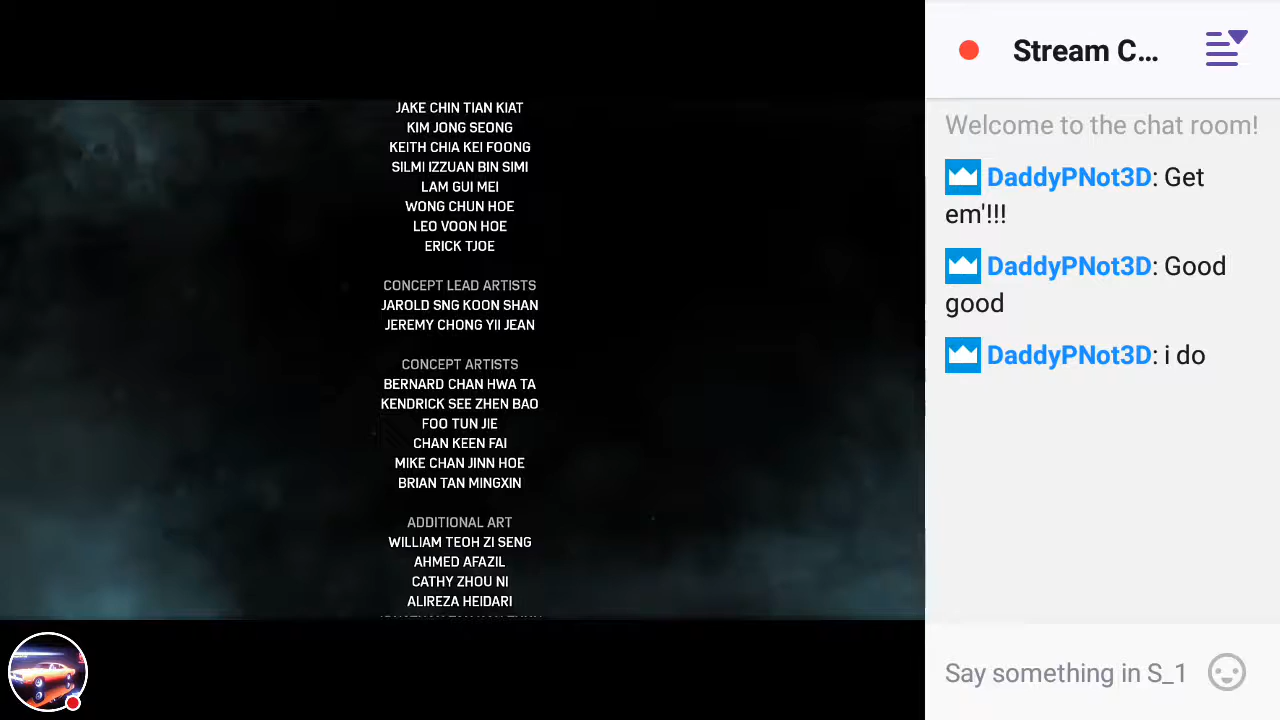 JAKE CHIN TIAN KIAT
KIM JONG SEONG
KEITH CHIA KEI FOONG
SILMI IZZUAN BIN SIMI
LAM GUI MEI
WONG CHUN HOE
LEO VOON HOE
ERICK TJOE
CONCEPT LEAD ARTISTS
JAROLD SNG KOON SHAN
JEREMY CHONG YII JEAN
CONCEPT ARTISTS
BERNARD CHAN HWA TA
KENDRICK SEE ZHEN BAO
FOO TUN JIE
CHAN KEEN FAI
MIKE CHAN JINN HOE
BRIAN TAN MINGXIN
ADDITIONAL ART
WILLIAM TEOH ZI SENG
AHMED AFAZIL
CATHY ZHOU NI
ALIREZA HEIDARI
Stream C...
Welcome to the chat room!
DaddyPNot3D: Get
em'!!!
DaddyPNot3D: Good
good
DaddyPNot3D: i do
Say something in S_1